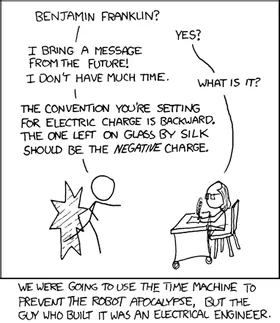 BENJAMIN FRANKLIN?
YES?
I BRING A MESSAGE
FROM THE FUTURE!
I DON'T HAVE MUCH TIME.
WHAT IS IT?
THE CONVENTION YOU'RE SETTING
FOR ELECTRIC CHARGE IS BACKWARD.
THE ONE LEFT ON GLASS BY SILK
SHOULD BE THE NEGATIVE CHARGE.
WE WERE GOING TO USE THE TIME MACHINE TO
PREVENT THE ROBOT APOCALYPSE, BUT THE
GUY WHO BUILT IT WAS AN ELECTRICAL ENGINEER.